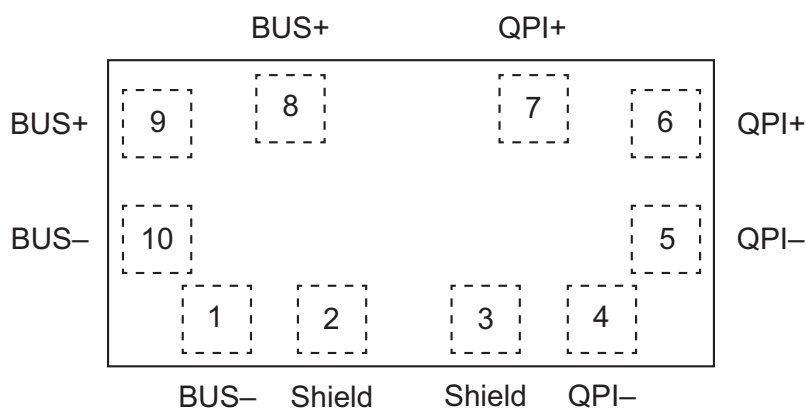 BUS+ QPI+
BUS+ 9 8 7 6 QPI+
BUS– 10 5 QPI–
1 2 3 4
BUS– Shield Shield QPI–